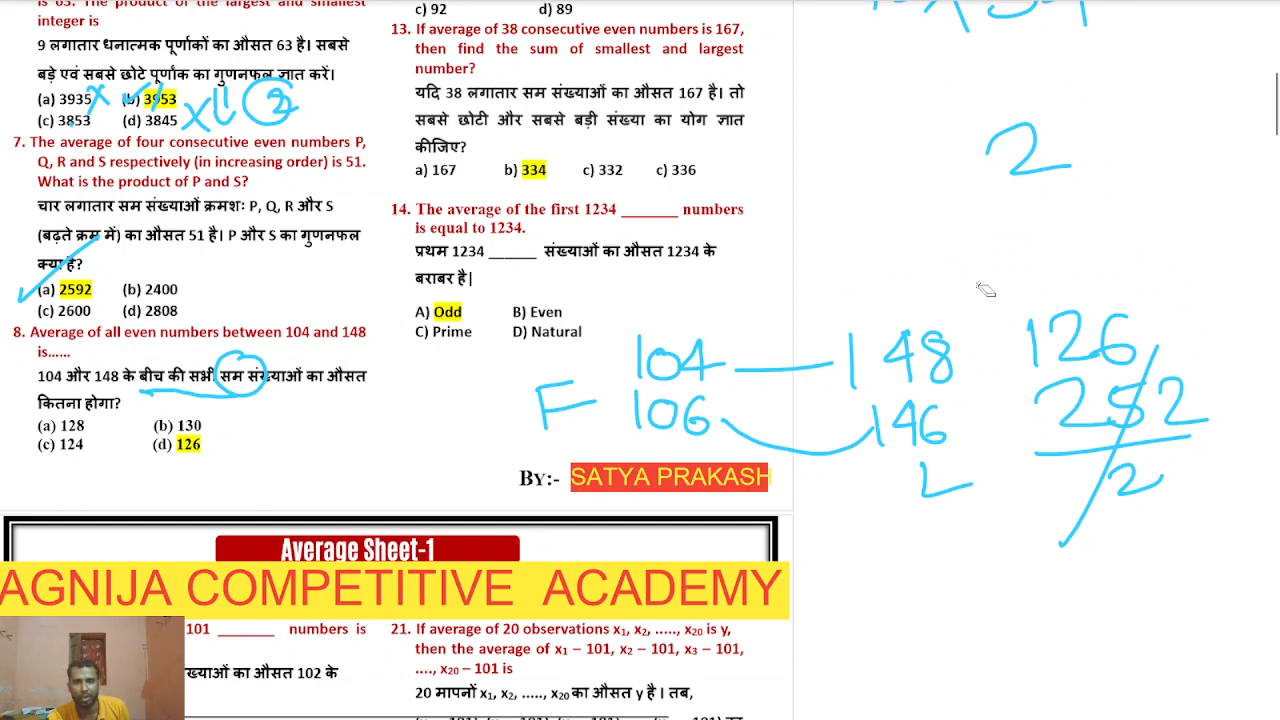 is 63. The product of the largest and smallest
integer is
9 लगातार धनात्मक पूर्णाकों का औसत 63 है। सबसे
बड़े एवं सबसे छोटे पूर्णांक का गुणनफल ज्ञात करें।
(a) 3935 (b) 3953
(c) 3853 (d) 3845
2
7. The average of four consecutive even numbers P,
Q, R and S respectively (in increasing order) is 51.
What is the product of P and S?
चार लगातार सम संख्याओं क्रमशः P, Q, R और S
(बढ़ते क्रम में) का औसत 51 है। P और S का गुणनफल
क्या है?
(a) 2592 (b) 2400
(c) 2600 (d) 2808
8. Average of all even numbers between 104 and 148
is......
104 और 148 के बीच की सभी सम संख्याओं का औसत
कितना होगा?
(a) 128 (b) 130
(c) 124 (d) 126
c) 92 d) 89
13. If average of 38 consecutive even numbers is 167,
then find the sum of smallest and largest
number?
यदि 38 लगातार सम संख्याओं का औसत 167 है। तो
सबसे छोटी और सबसे बड़ी संख्या का योग ज्ञात
कीजिए?
a) 167 b) 334 c) 332 c) 336
14. The average of the first 1234 _______ numbers
is equal to 1234.
प्रथम 1234 ______ संख्याओं का औसत 1234 के
बराबर है|
A) Odd B) Even
C) Prime D) Natural
2
104 148 126
F 106 146 252
L 2
BY:- SATYA PRAKASH
Average Sheet-1
AGNIJA COMPETITIVE ACADEMY
101 _______ numbers is
ख्याओं का औसत 102 के
21. If average of 20 observations x₁, x₂, ....., x₂₀ is y,
then the average of x₁ – 101, x₂ – 101, x₃ – 101,
...., x₂₀ – 101 is
20 मापनों x₁, x₂, ....., x₂₀ का औसत y है। तब,